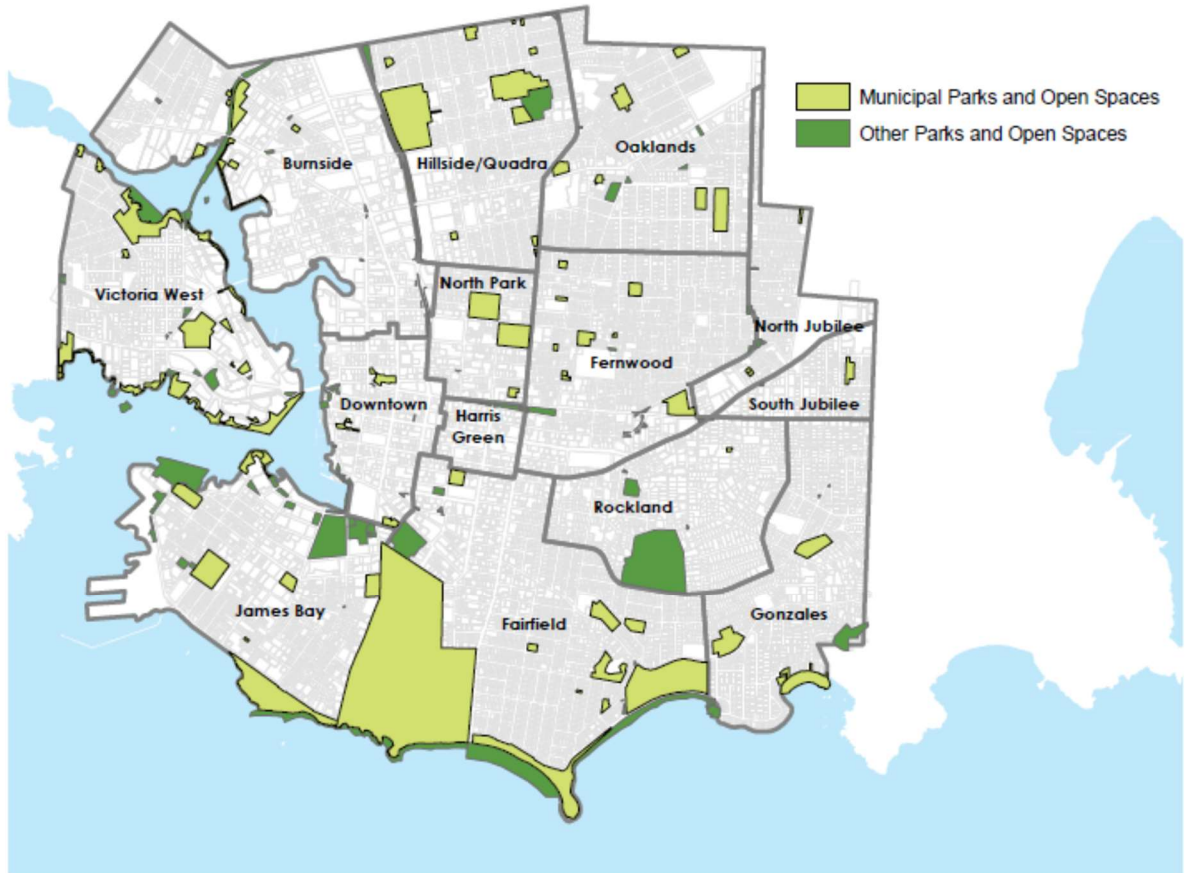 Municipal Parks and Open Spaces
Other Parks and Open Spaces
Burnside
Hillside/Quadra
Oaklands
Victoria West
North Park
North Jubilee
Fernwood
Downtown
Harris
Green
South Jubilee
Rockland
James Bay
Fairfield
Gonzales